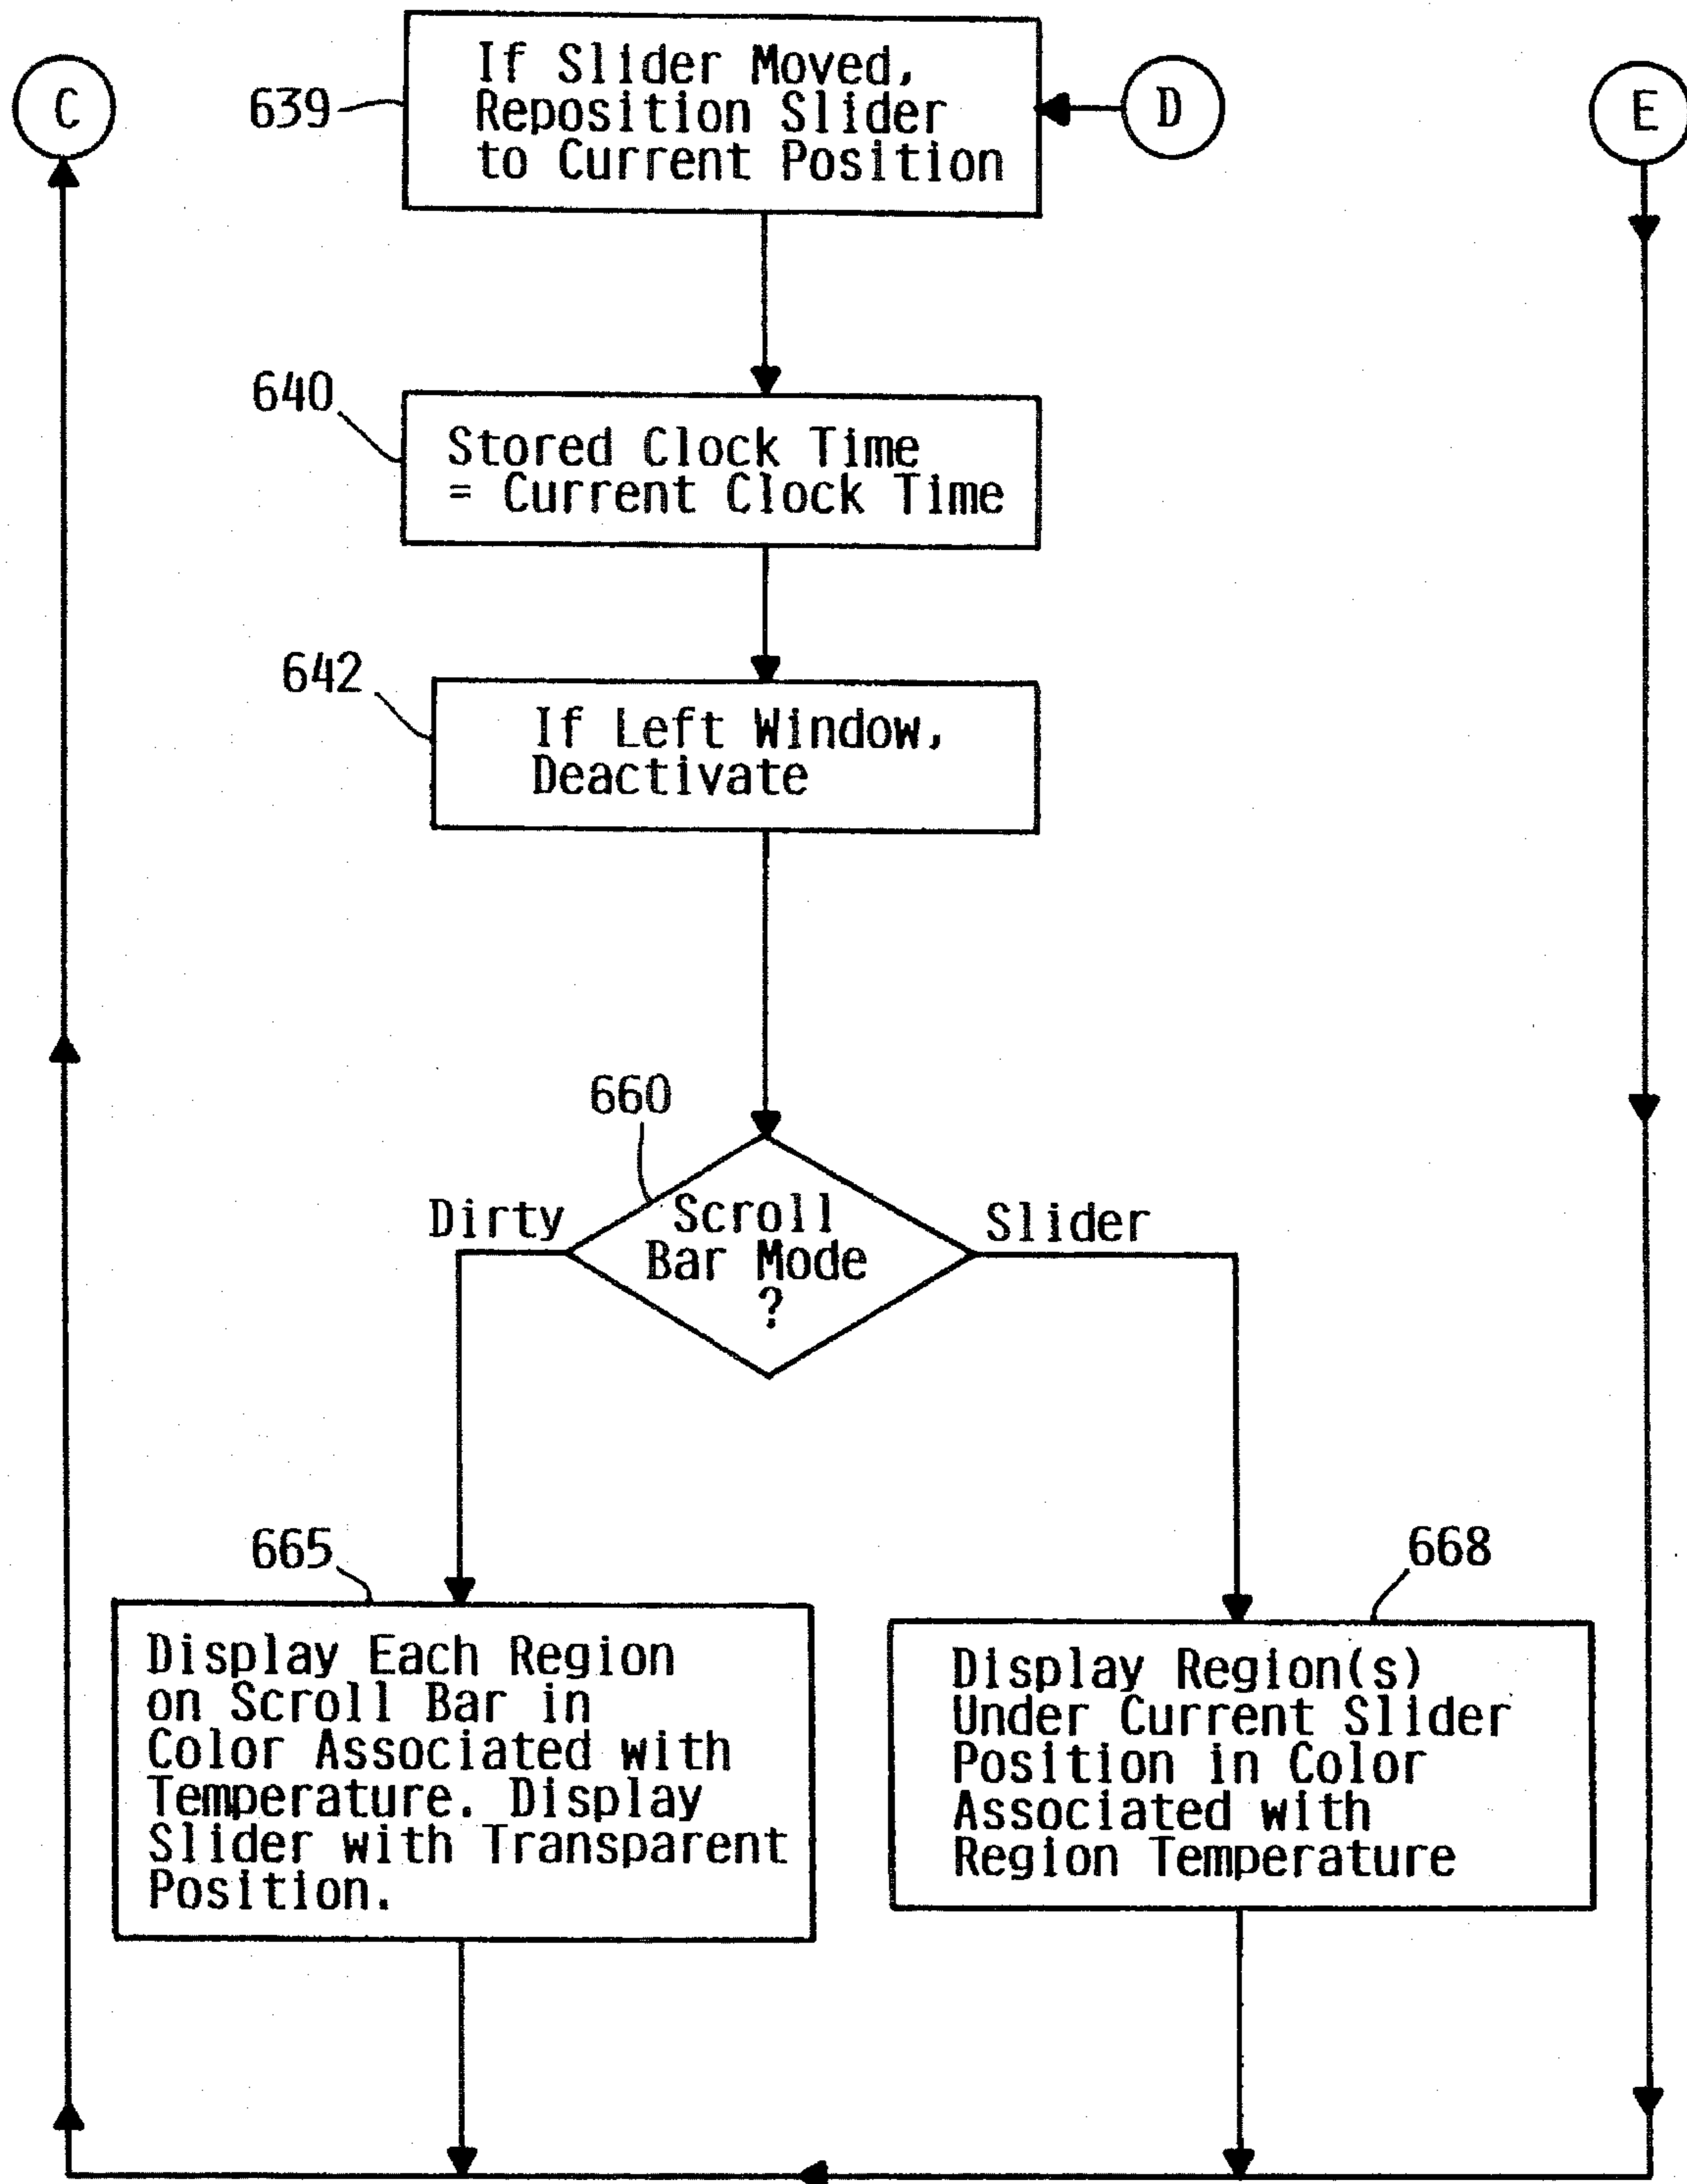 C
639
If Slider Moved,
Reposition Slider
to Current Position
D
E
640
Stored Clock Time
= Current Clock Time
642
If Left Window,
Deactivate
660
Scroll
Bar Mode
?
Dirty
Slider
665
Display Each Region
on Scroll Bar in
Color Associated with
Temperature. Display
Slider with Transparent
Position.
668
Display Region(s)
Under Current Slider
Position in Color
Associated with
Region Temperature